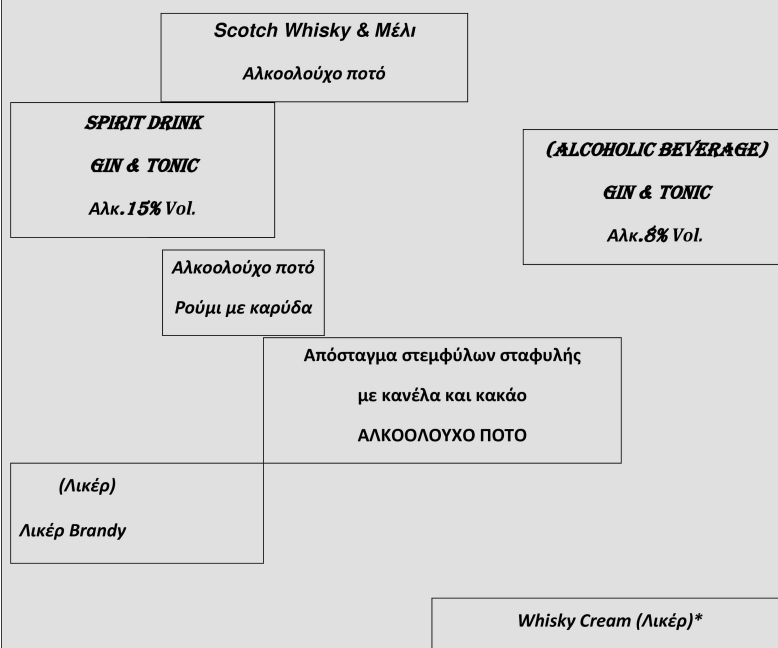 Scotch Whisky & Μέλι
Αλκοολούχο ποτό
SPIRIT DRINK
GIN & TONIC
Αλκ.15% Vol.
(ALCOHOLIC BEVERAGE)
GIN & TONIC
Αλκ.8% Vol.
Αλκοολούχο ποτό
Ρούμι με καρύδα
Απόσταγμα στεμφύλων σταφυλής
με κανέλα και κακάο
ΑΛΚΟΟΛΟΥΧΟ ΠΟΤΟ
(Λικέρ)
Λικέρ Brandy
Whisky Cream (Λικέρ)*